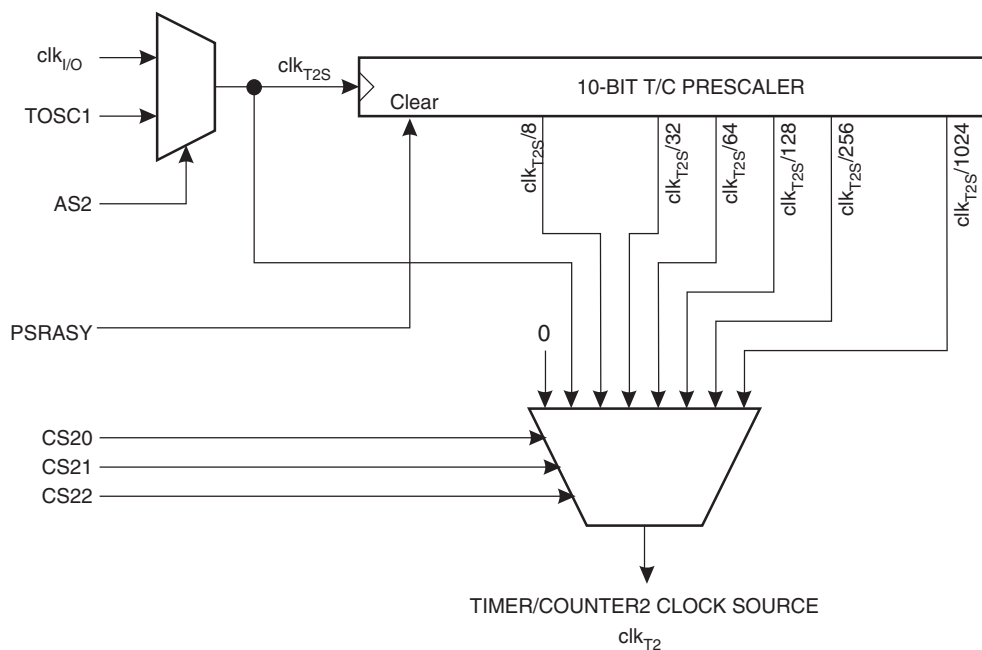 clkI/O
clkT2S
10-BIT T/C PRESCALER
TOSC1
Clear
clkT2S/8
clkT2S/32
clkT2S/64
clkT2S/128
clkT2S/256
clkT2S/1024
AS2
PSRASY
0
CS20
CS21
CS22
TIMER/COUNTER2 CLOCK SOURCE
clkT2